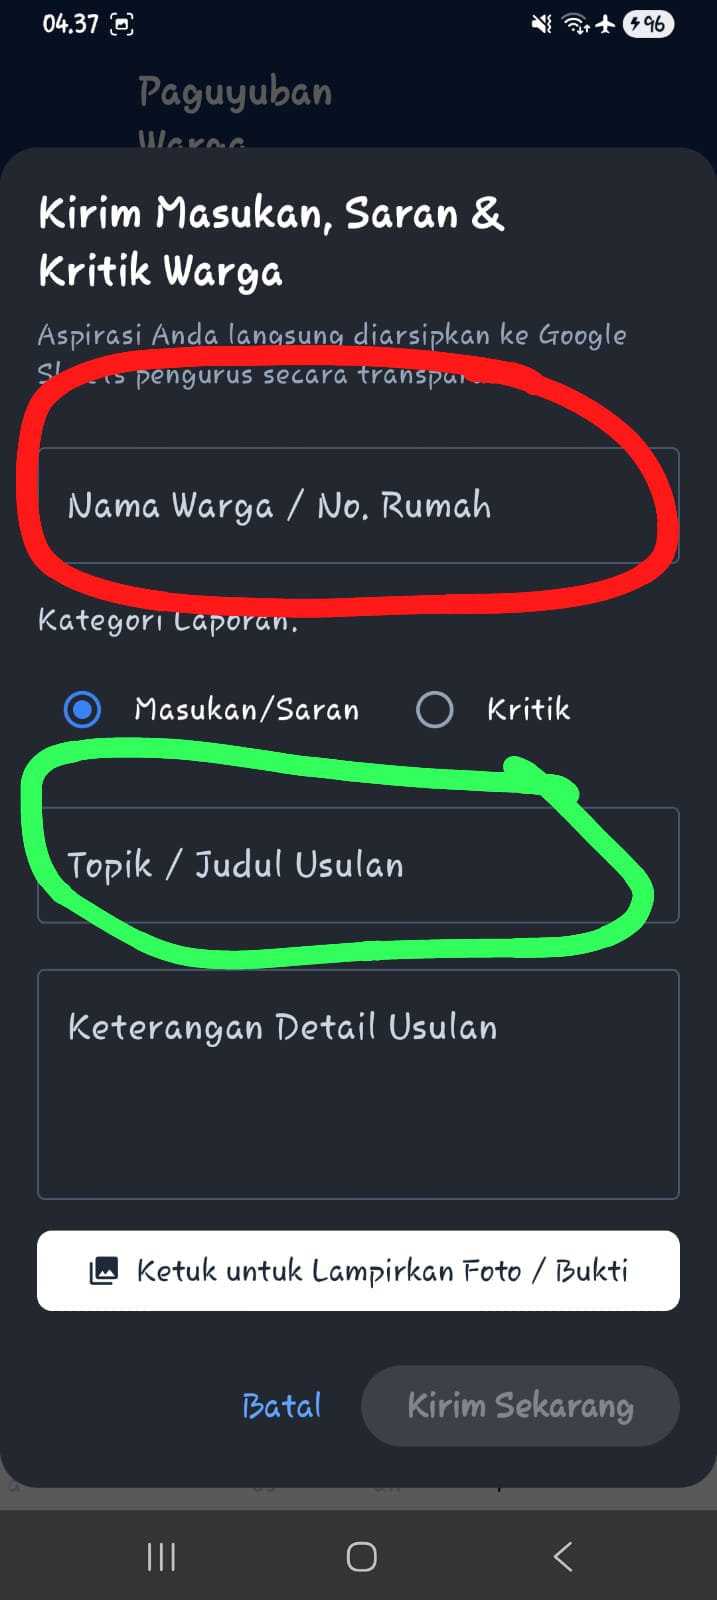 04.37
96
Paguyuban
Warga
Kirim Masukan, Saran &
Kritik Warga
Aspirasi Anda langsung diarsipkan ke Google
pengurus secara
Nama Warga / No. Rumah
Kategori Laporan:
Masukan/Saran
Kritik
Topik / Judul Usulan
Keterangan Detail Usulan
Ketuk untuk Lampirkan Foto / Bukti
Batal
Kirim Sekarang